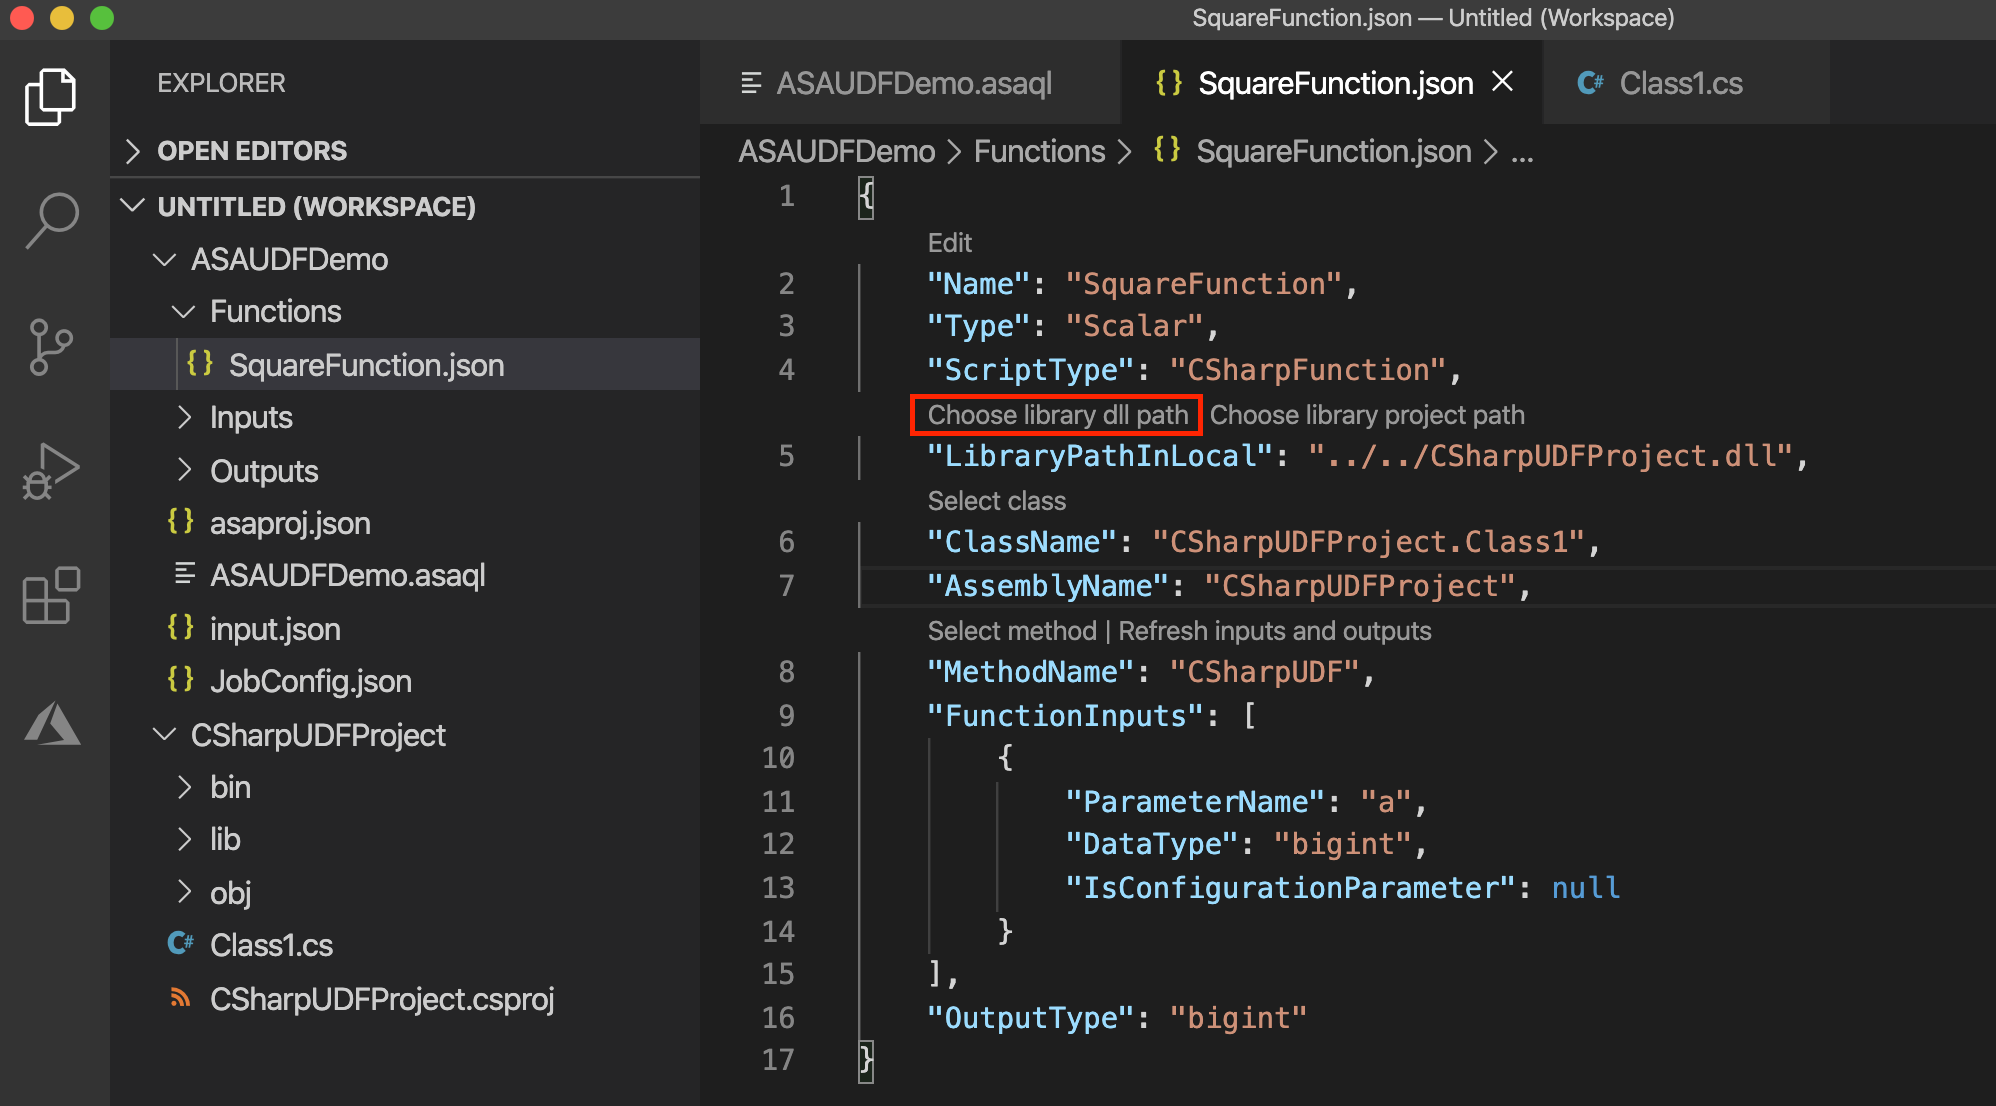 SquareFunction.json — Untitled (Workspace)
EXPLORER
OPEN EDITORS
UNTITLED (WORKSPACE)
ASAUDFDemo
Functions
{} SquareFunction.json
Inputs
Outputs
{} asaproj.json
ASAUDFDemo.asaql
{} input.json
{} JobConfig.json
CSharpUDFProject
bin
lib
obj
C# Class1.cs
CSharpUDFProject.csproj
ASAUDFDemo.asaql
{} SquareFunction.json
C# Class1.cs
ASAUDFDemo > Functions > {} SquareFunction.json > ...
1 {
Edit
2 "Name": "SquareFunction",
3 "Type": "Scalar",
4 "ScriptType": "CSharpFunction",
Choose library dll path Choose library project path
5 "LibraryPathInLocal": "../../CSharpUDFProject.dll",
Select class
6 "ClassName": "CSharpUDFProject.Class1",
7 "AssemblyName": "CSharpUDFProject",
Select method | Refresh inputs and outputs
8 "MethodName": "CSharpUDF",
9 "FunctionInputs": [
10 {
11 "ParameterName": "a",
12 "DataType": "bigint",
13 "IsConfigurationParameter": null
14 }
15 ],
16 "OutputType": "bigint"
17 }